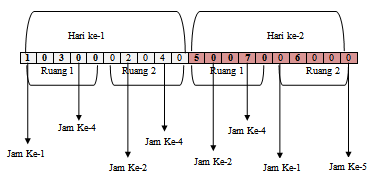 Hari ke-1 Hari ke-2
1 0 3 0 0 0 2 0 4 0 5 0 0 7 0 0 6 0 0 0
Ruang 1 Ruang 2 Ruang 1 Ruang 2
Jam Ke-4 Jam Ke-4 Jam Ke-4
Jam Ke-1 Jam Ke-2 Jam Ke-2 Jam Ke-1 Jam Ke-5